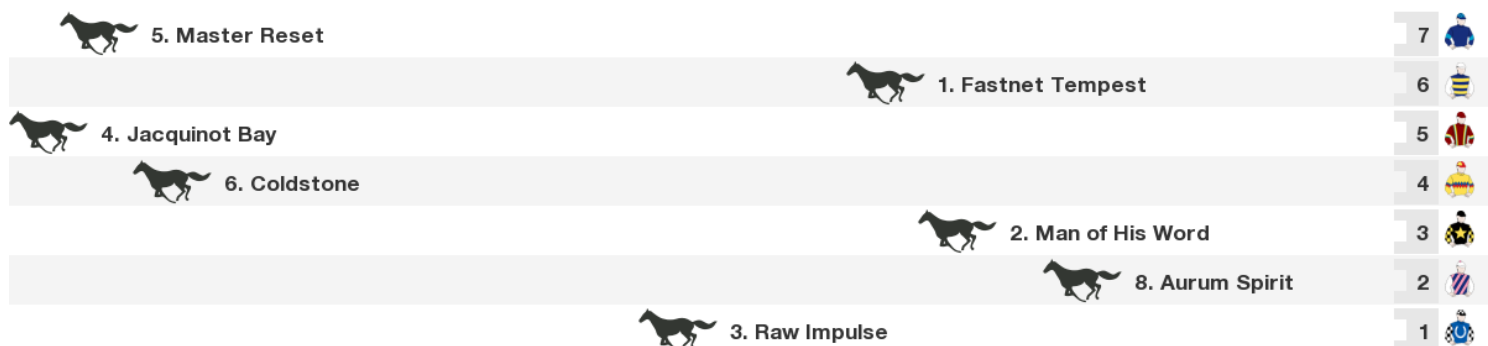 5. Master Reset 7
1. Fastnet Tempest 6
4. Jacquinot Bay 5
6. Coldstone 4
2. Man of His Word 3
8. Aurum Spirit 2
3. Raw Impulse 1